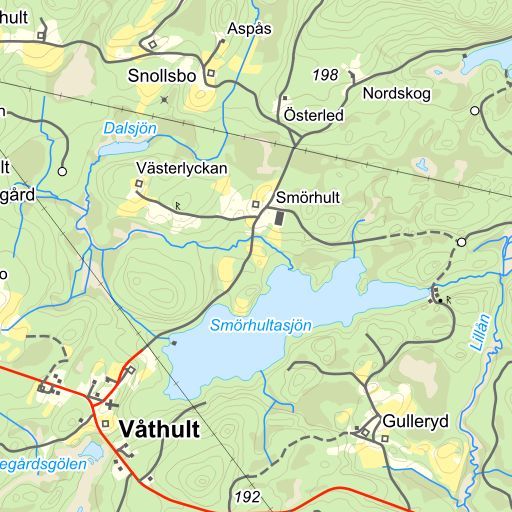 hult
Aspås
Snollsbo
198
Nordskog
Österled
Dalsjön
Västerlyckan
lt
gård
Smörhult
o
Smörhultasjön
Lillån
Våthult
Gulleryd
egårdsgölen
192